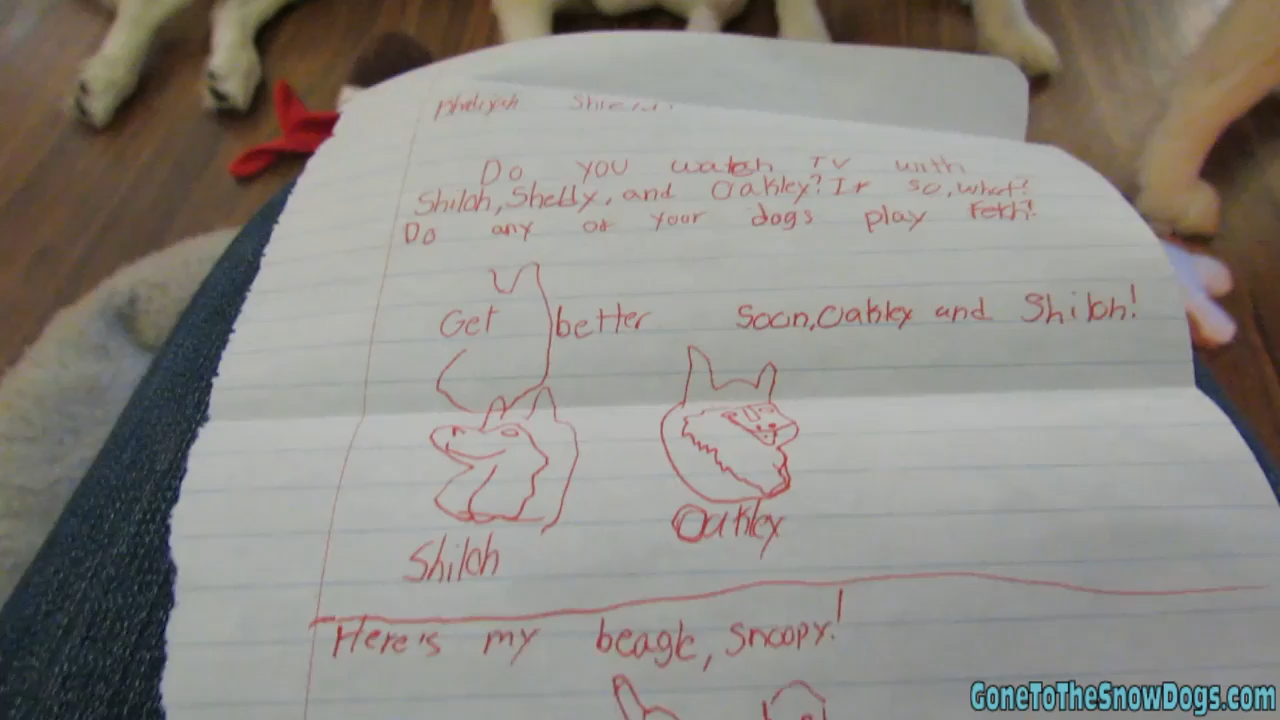 Do you watch TV with
Shiloh, Shelly, and Oakley? If so, what?
Do any of your dogs play Fetch?
Get better soon, Oakley and Shiloh!
Shiloh
Oakley
Here's my beagle, Snoopy!
GoneToTheSnowDogs.com